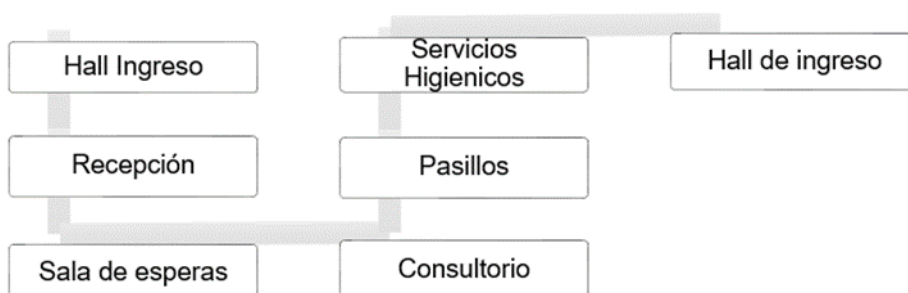 Hall Ingreso
Recepción
Sala de esperas
Servicios
Higienicos
Pasillos
Consultorio
Hall de ingreso